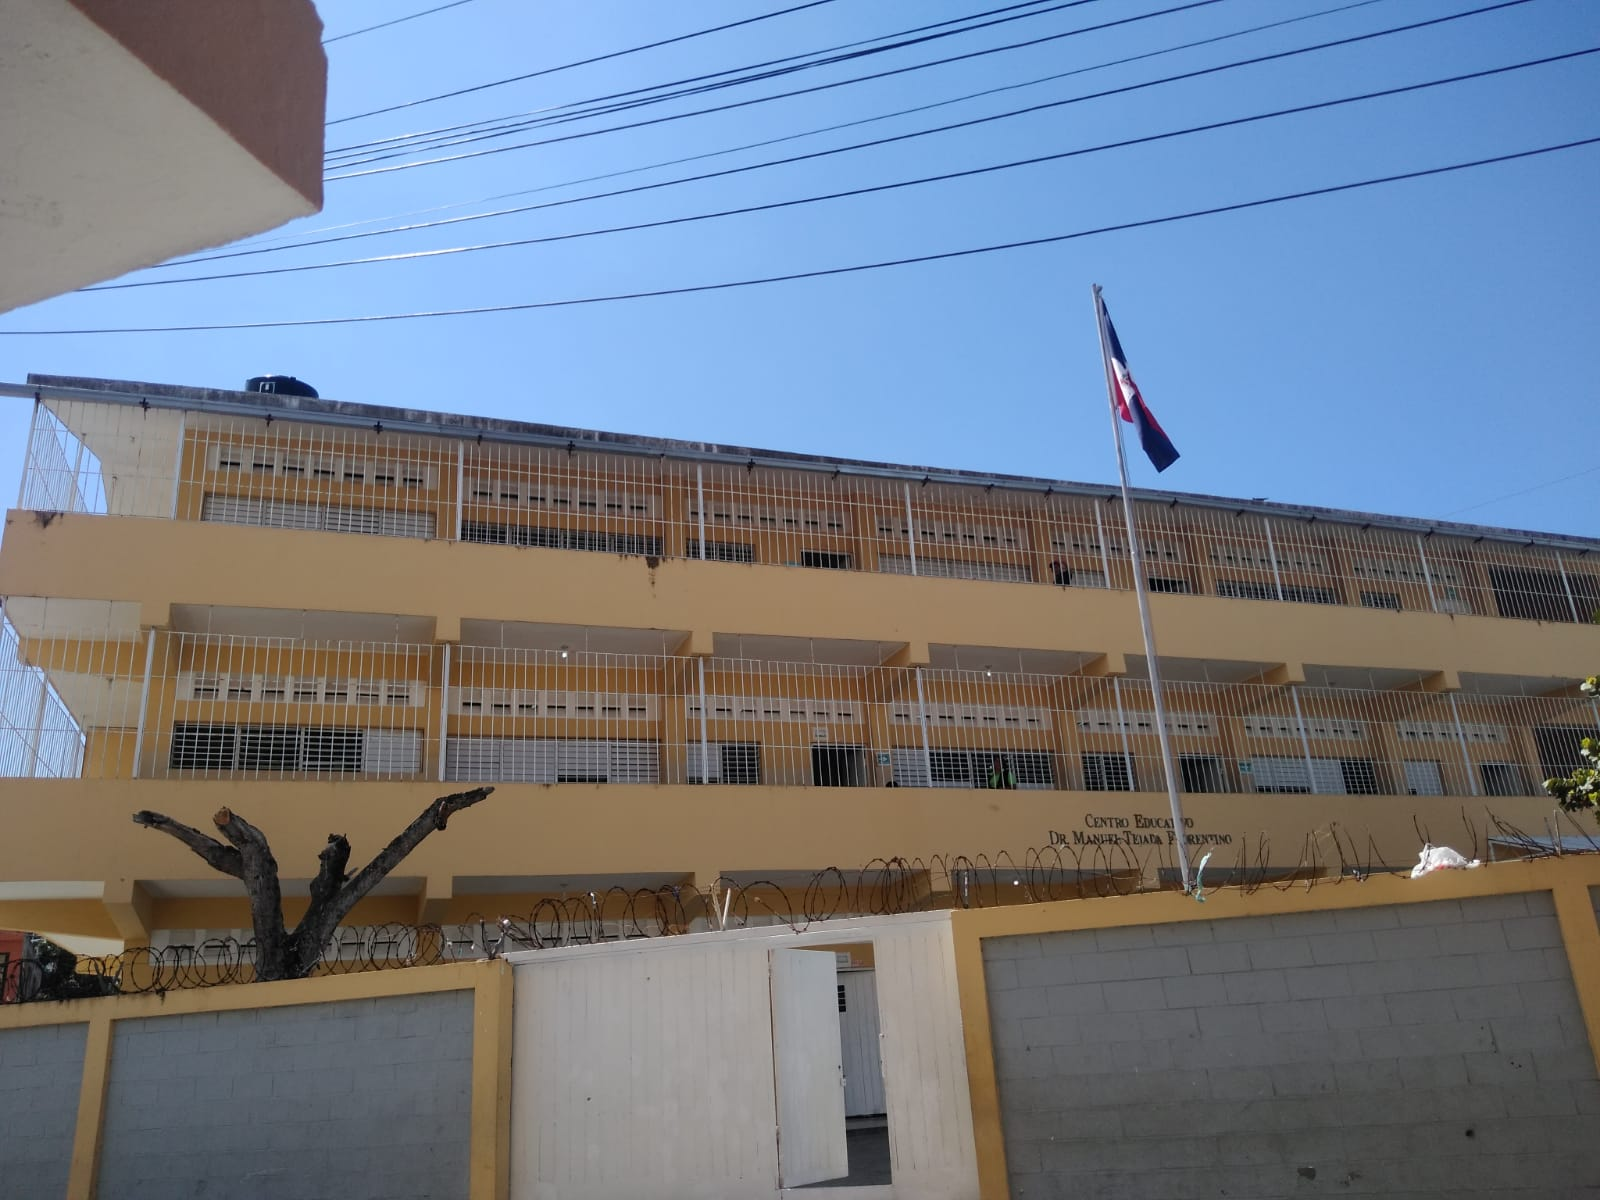 CENTRO EDUCATIVO
DR. MANUEL TEJADA FLORENTINO